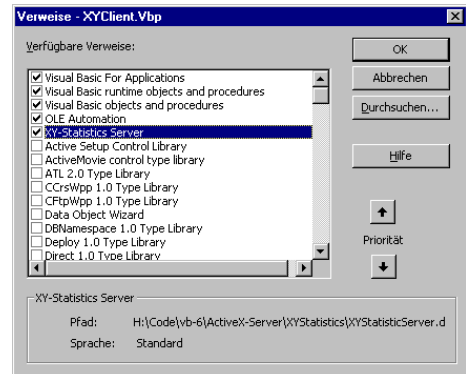 Verweise - XYClient.Vbp
Verfügbare Verweise:
Visual Basic For Applications
Visual Basic runtime objects and procedures
Visual Basic objects and procedures
OLE Automation
XY-Statistics Server
Active Setup Control Library
ActiveMovie control type library
ATL 2.0 Type Library
CCrsWpp 1.0 Type Library
CFtpWpp 1.0 Type Library
Data Object Wizard
DBNamespace 1.0 Type Library
Deploy 1.0 Type Library
Direct 1.0 Type Library
OK
Abbrechen
Durchsuchen...
Hilfe
Priorität
XY-Statistics Server
Pfad: H:\Code\vb-6\ActiveX-Server\XYStatistics\XYStatisticServer.d
Sprache: Standard